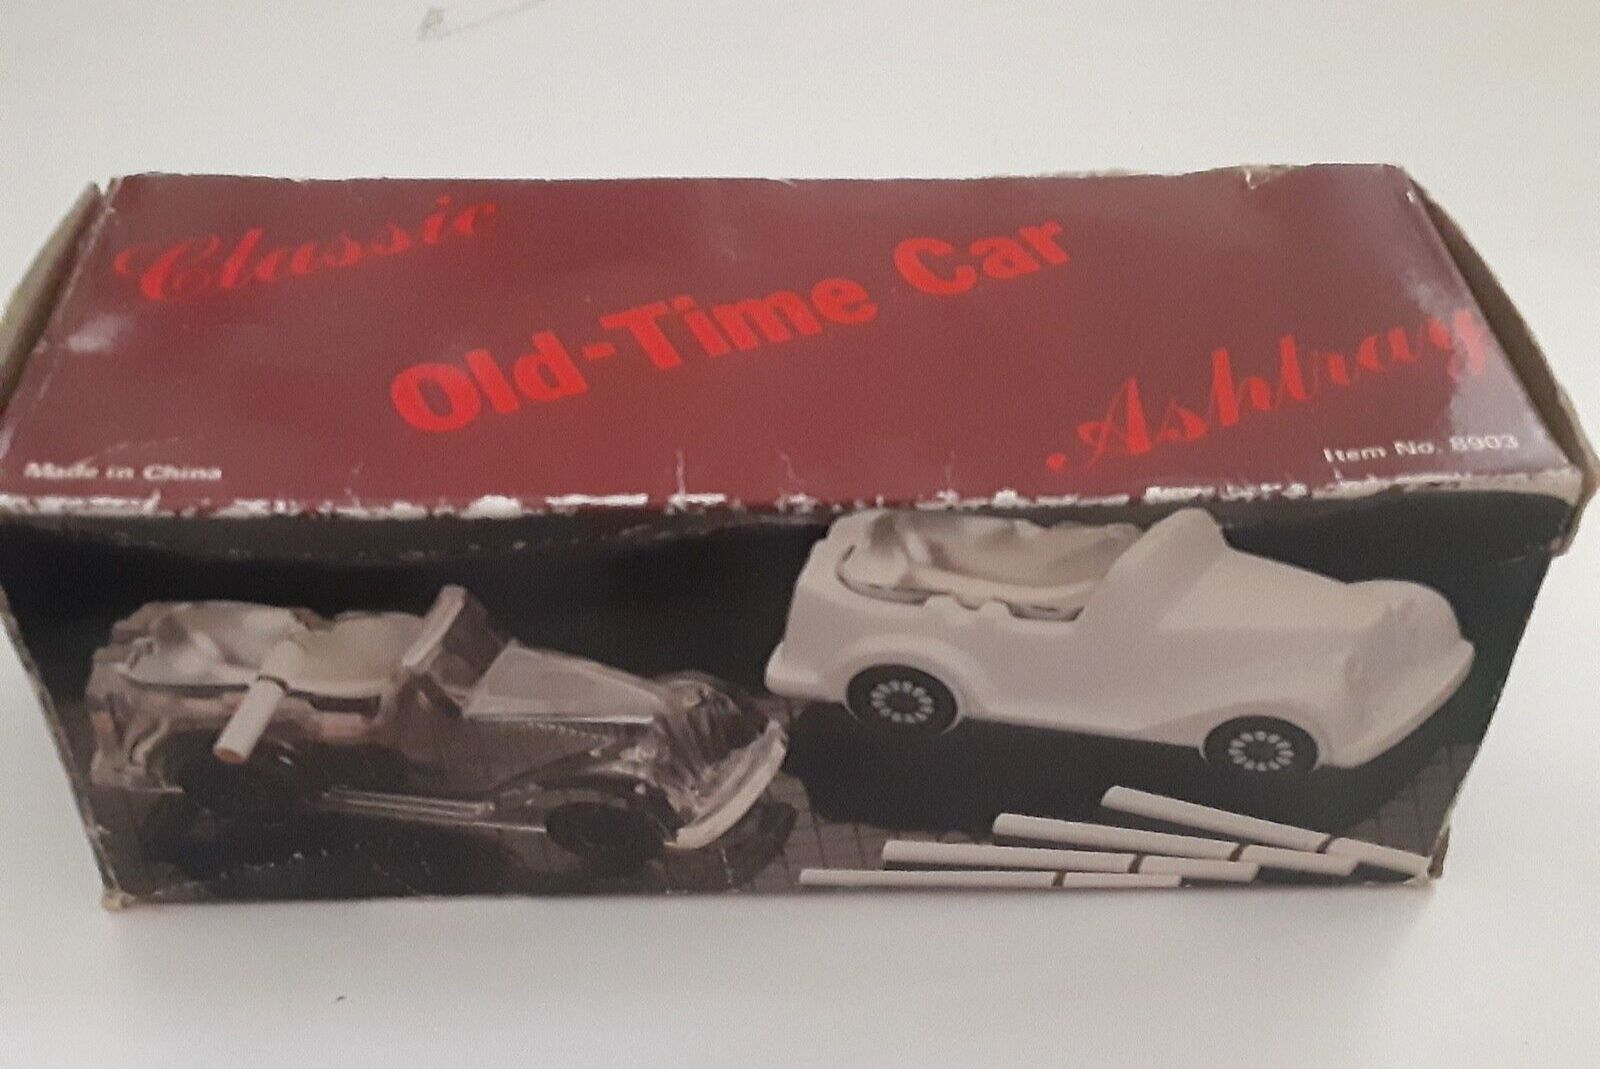 Classic
Old-Time Car
Ashtray
Made in China
Item No. 8903